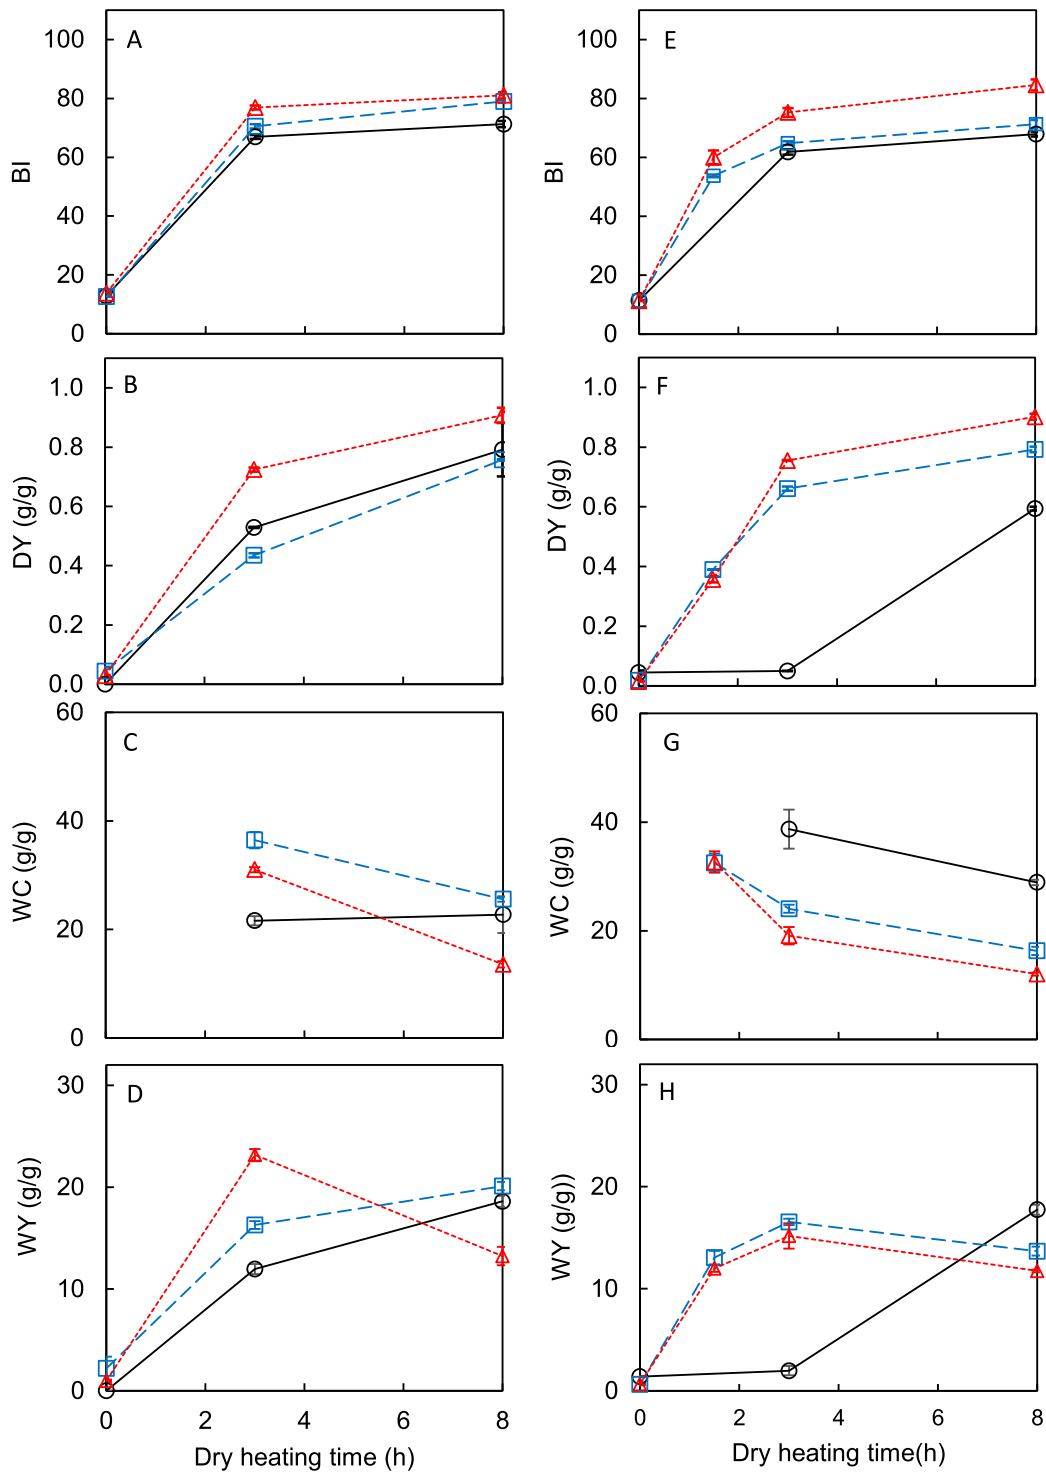 A
100
80
60
40
20
0
BI
E
100
80
60
40
20
0
BI
B
1.0
0.8
0.6
0.4
0.2
0.0
DY (g/g)
F
1.0
0.8
0.6
0.4
0.2
0.0
DY (g/g)
C
60
40
20
0
WC (g/g)
G
60
40
20
0
WC (g/g)
D
30
20
10
0
WY (g/g)
0 2 4 6 8
Dry heating time (h)
H
30
20
10
0
WY (g/g))
0 2 4 6 8
Dry heating time(h)